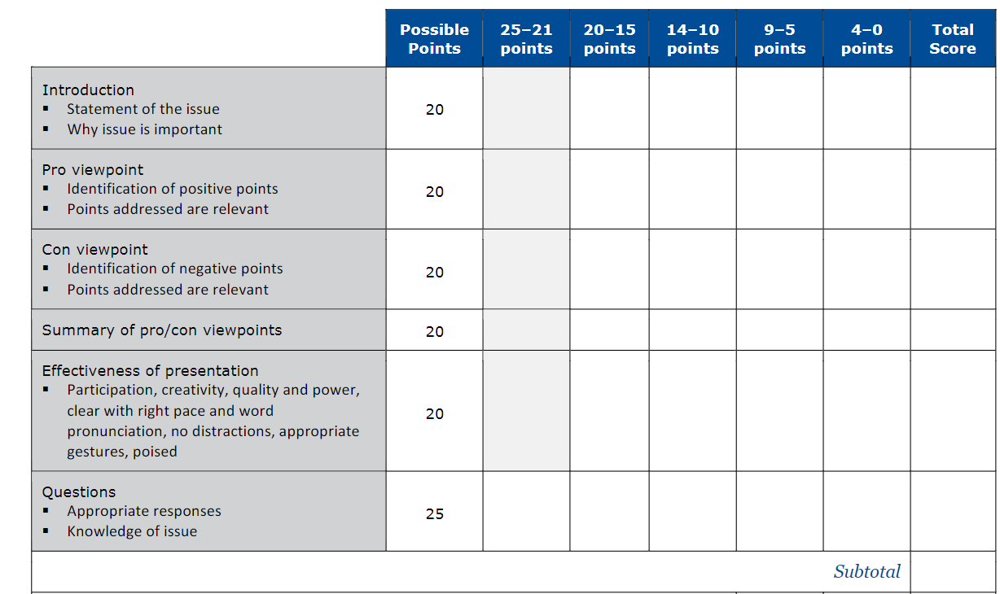 Possible Points 25–21 points 20–15 points 14–10 points 9–5 points 4–0 points Total Score
Introduction
▪ Statement of the issue
▪ Why issue is important
20
Pro viewpoint
▪ Identification of positive points
▪ Points addressed are relevant
20
Con viewpoint
▪ Identification of negative points
▪ Points addressed are relevant
20
Summary of pro/con viewpoints
20
Effectiveness of presentation
▪ Participation, creativity, quality and power,
clear with right pace and word
pronunciation, no distractions, appropriate
gestures, poised
20
Questions
▪ Appropriate responses
▪ Knowledge of issue
25
Subtotal